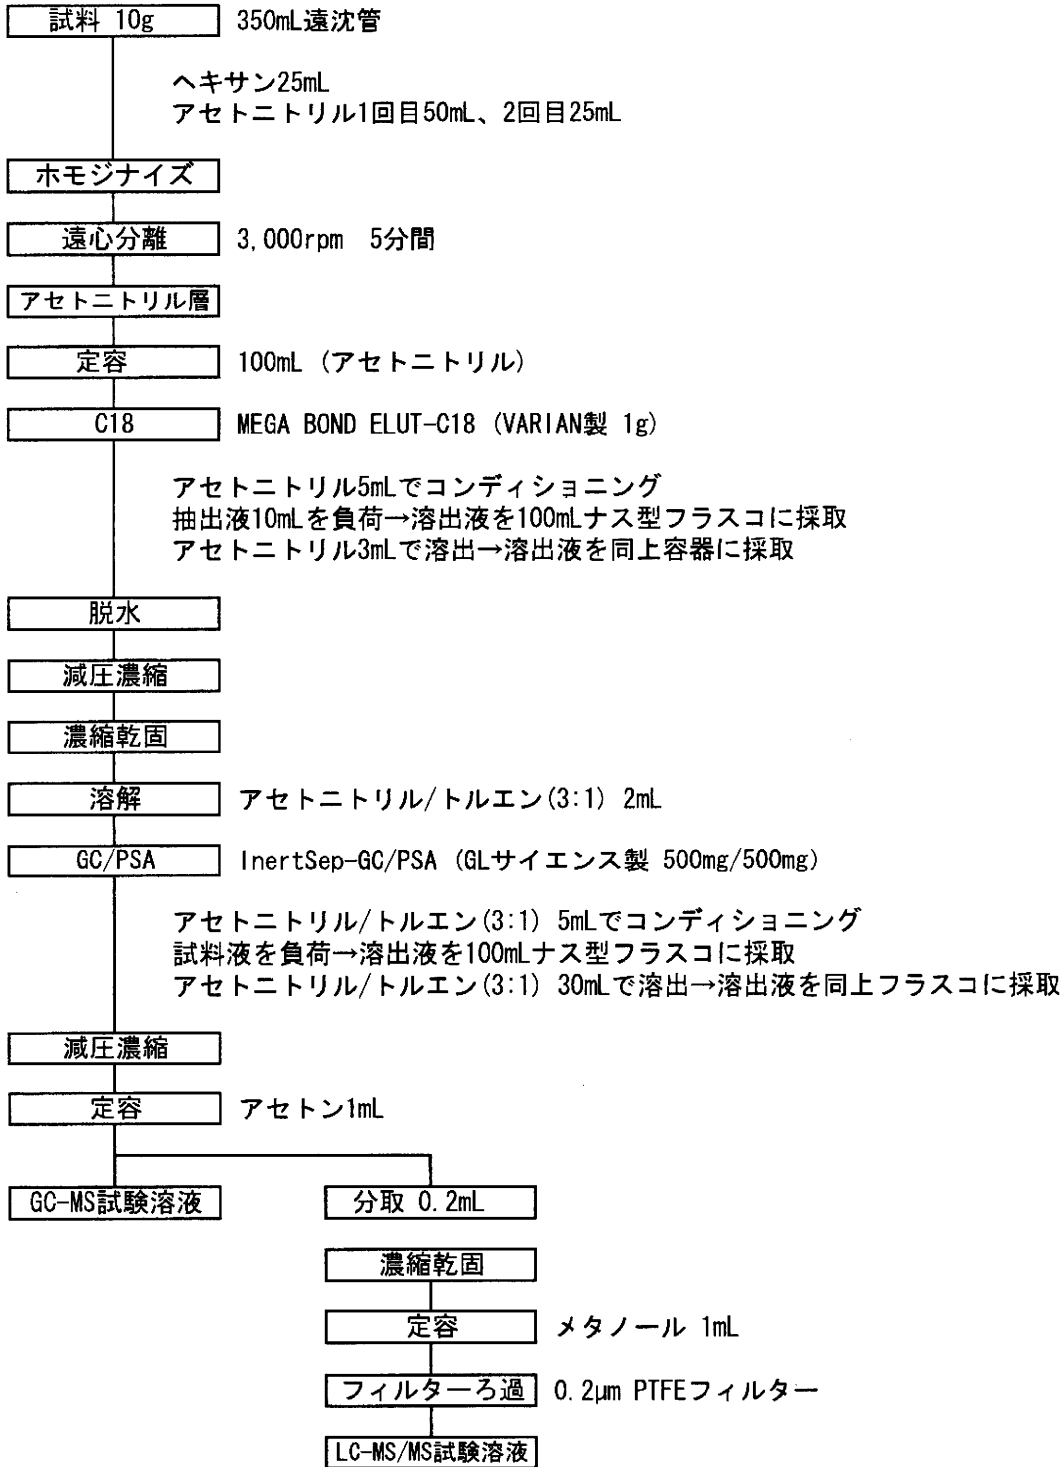 試料 10g 350mL遠沈管
ヘキサン25mL
アセトニトリル1回目50mL、2回目25mL
ホモジナイズ
遠心分離 3,000rpm 5分間
アセトニトリル層
定容 100mL (アセトニトリル)
C18 MEGA BOND ELUT-C18 (VARIAN製 1g)
アセトニトリル5mLでコンディショニング
抽出液10mLを負荷→溶出液を100mLナス型フラスコに採取
アセトニトリル3mLで溶出→溶出液を同上容器に採取
脱水
減圧濃縮
濃縮乾固
溶解 アセトニトリル/トルエン(3:1) 2mL
GC/PSA InertSep-GC/PSA (GLサイエンス製 500mg/500mg)
アセトニトリル/トルエン(3:1) 5mLでコンディショニング
試料液を負荷→溶出液を100mLナス型フラスコに採取
アセトニトリル/トルエン(3:1) 30mLで溶出→溶出液を同上フラスコに採取
減圧濃縮
定容 アセトン1mL
GC-MS試験溶液 分取 0.2mL
濃縮乾固
定容 メタノール 1mL
フィルターろ過 0.2μm PTFEフィルター
LC-MS/MS試験溶液